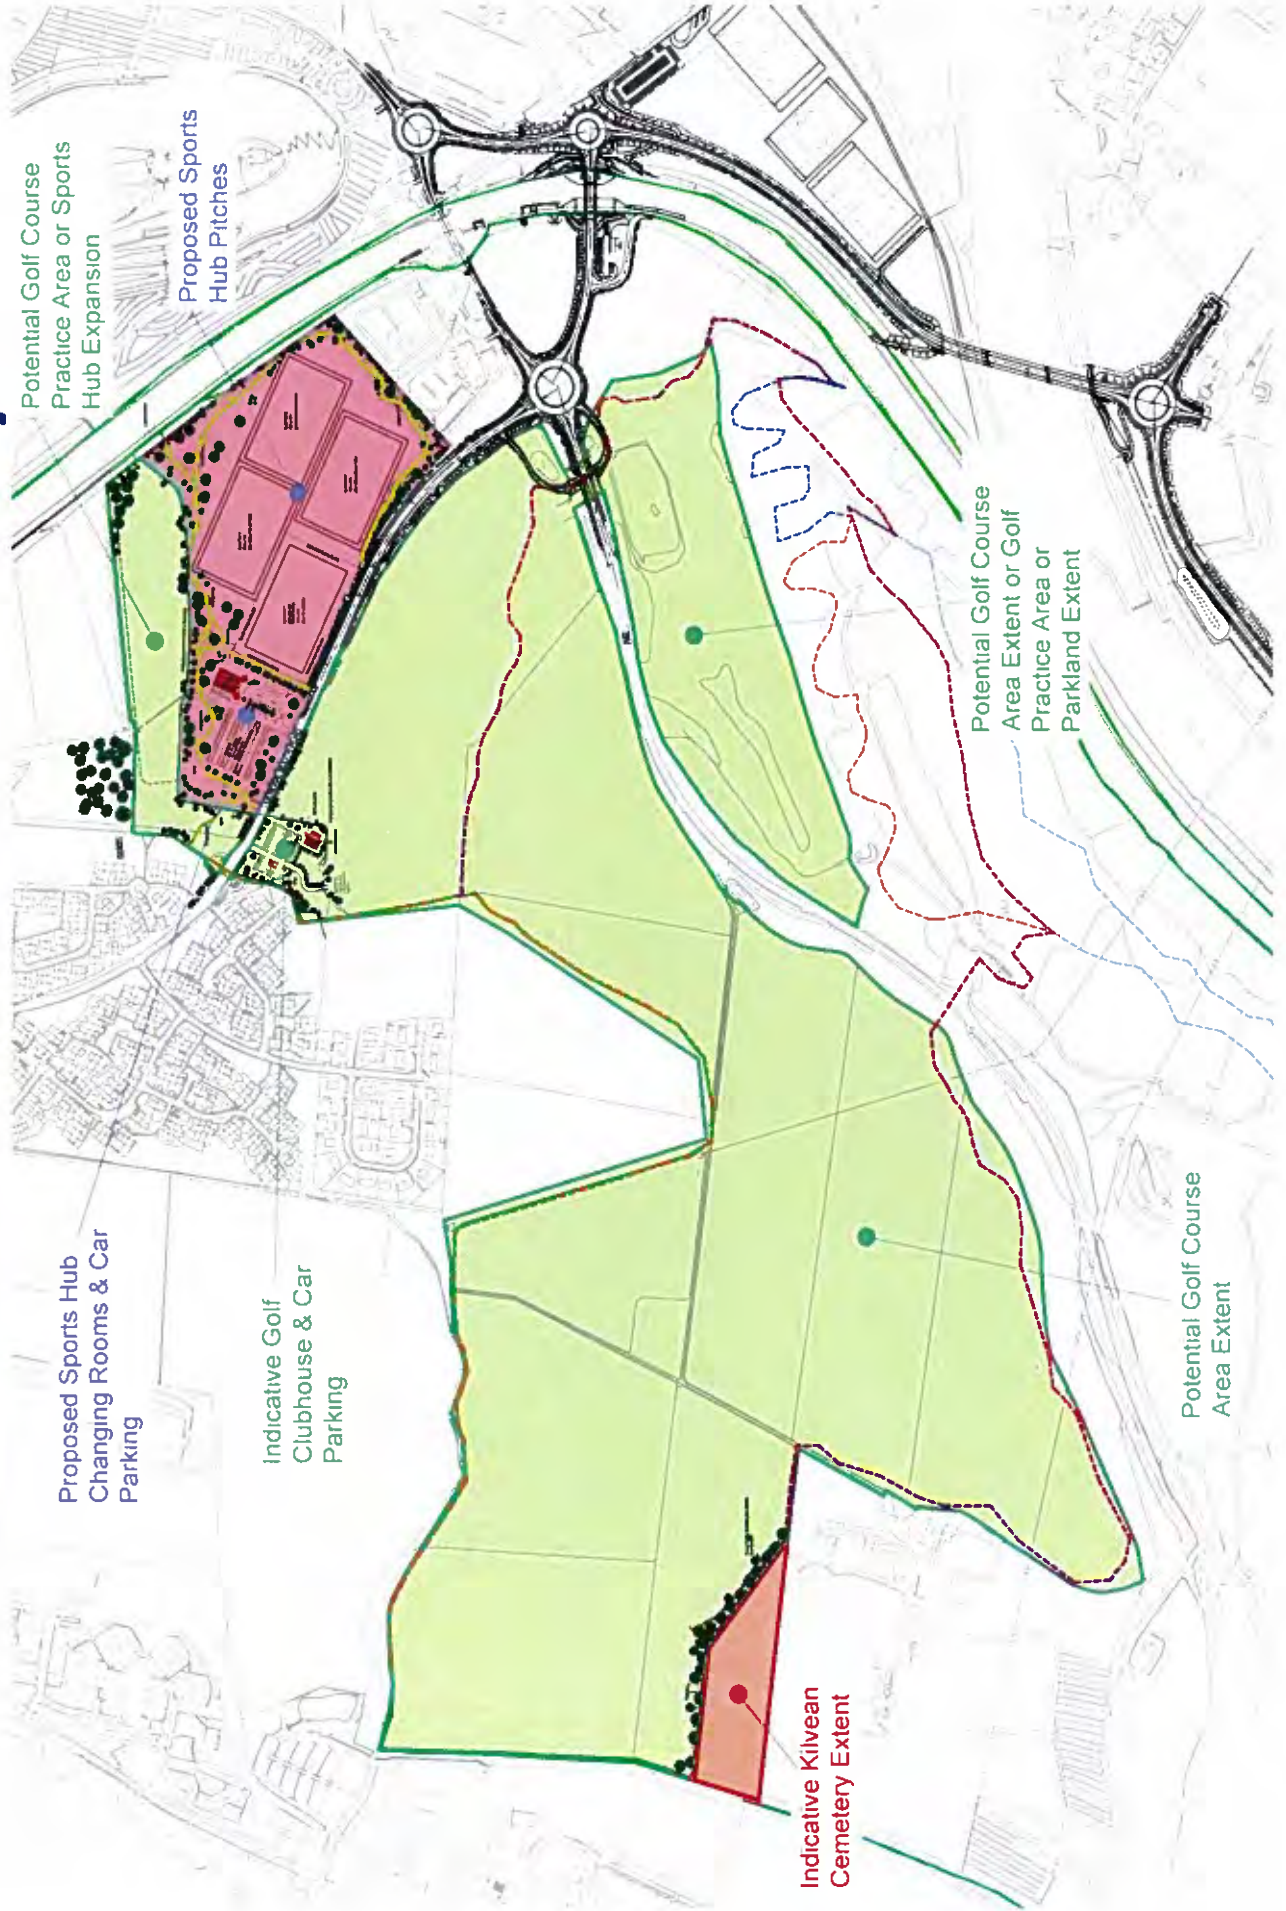 Potential Golf Course
Practice Area or Sports
Hub Expansion
Proposed Sports
Hub Pitches
Potential Golf Course
Area Extent or Golf
Practice Area or
Parkland Extent
Proposed Sports Hub
Changing Rooms & Car
Parking
Indicative Golf
Clubhouse & Car
Parking
Potential Golf Course
Area Extent
Indicative Kilvean
Cemetery Extent